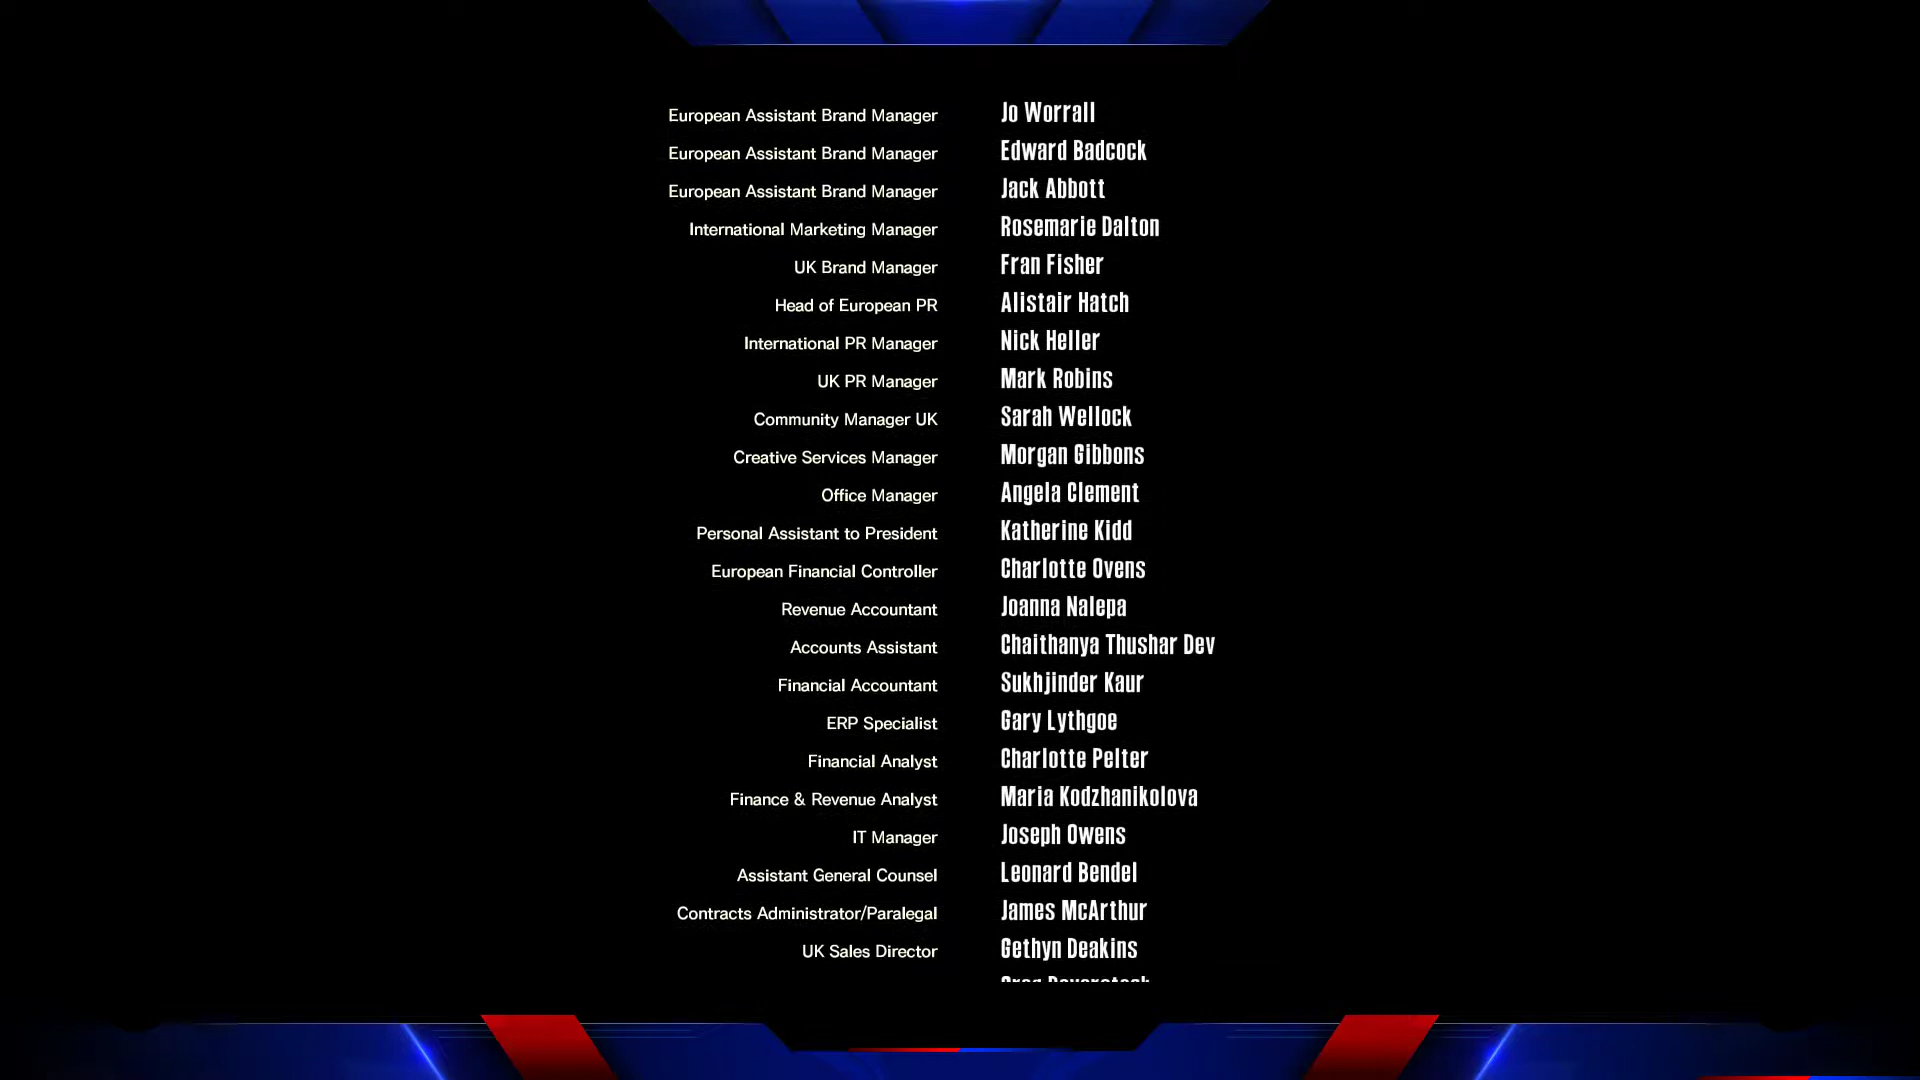 European Assistant Brand Manager Jo Worrall
European Assistant Brand Manager Edward Badcock
European Assistant Brand Manager Jack Abbott
International Marketing Manager Rosemarie Dalton
UK Brand Manager Fran Fisher
Head of European PR Alistair Hatch
International PR Manager Nick Heller
UK PR Manager Mark Robins
Community Manager UK Sarah Wellock
Creative Services Manager Morgan Gibbons
Office Manager Angela Clement
Personal Assistant to President Katherine Kidd
European Financial Controller Charlotte Ovens
Revenue Accountant Joanna Nalepa
Accounts Assistant Chaithanya Thushar Dev
Financial Accountant Sukhjinder Kaur
ERP Specialist Gary Lythgoe
Financial Analyst Charlotte Pelter
Finance & Revenue Analyst Maria Kodzhanikolova
IT Manager Joseph Owens
Assistant General Counsel Leonard Bendel
Contracts Administrator/Paralegal James McArthur
UK Sales Director Gethyn Deakins